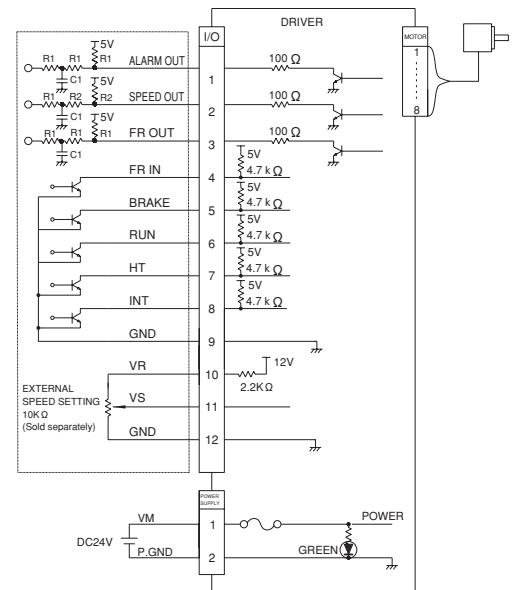 DRIVER
I/O
MOTOR
1
8
5V
R1 R1 R1 ALARM OUT
C1
1
100 Ω
5V
R1 R2 R2 SPEED OUT
C1
2
100 Ω
5V
R1 R1 R1 FR OUT
C1
3
100 Ω
5V
FR IN 4 4.7 k Ω
5V
BRAKE 5 4.7 k Ω
5V
RUN 6 4.7 k Ω
5V
HT 7 4.7 k Ω
5V
INT 8 4.7 k Ω
GND 9
VR 10 12V
2.2K Ω
EXTERNAL
SPEED SETTING
10K Ω
(Sold separately)
VS 11
GND 12
POWER
SUPPLY
VM 1 POWER
DC24V
P.GND 2 GREEN